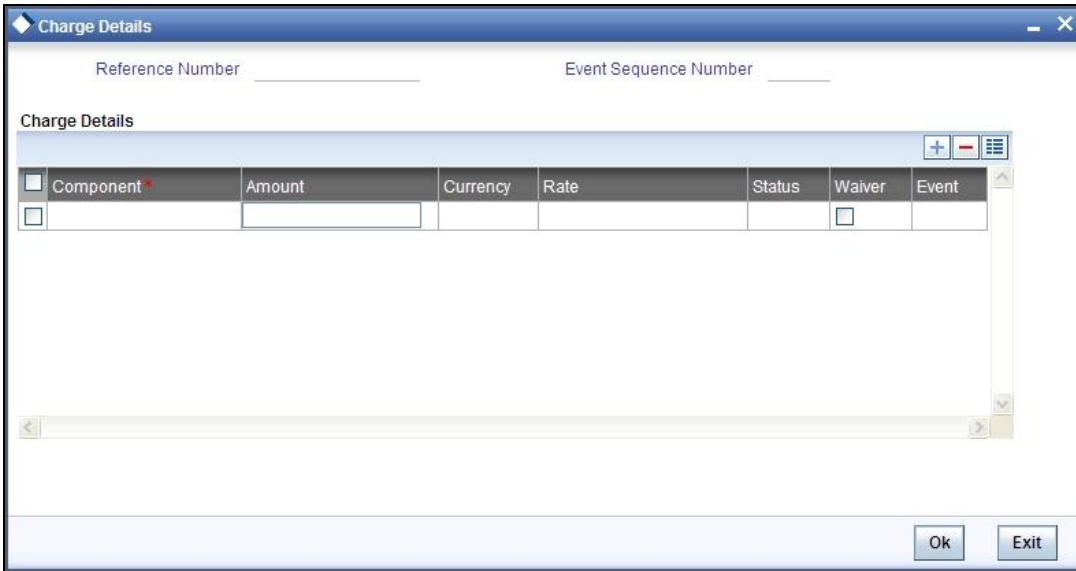 Charge Details
Reference Number Event Sequence Number
Charge Details
Component* Amount Currency Rate Status Waiver Event
Ok Exit